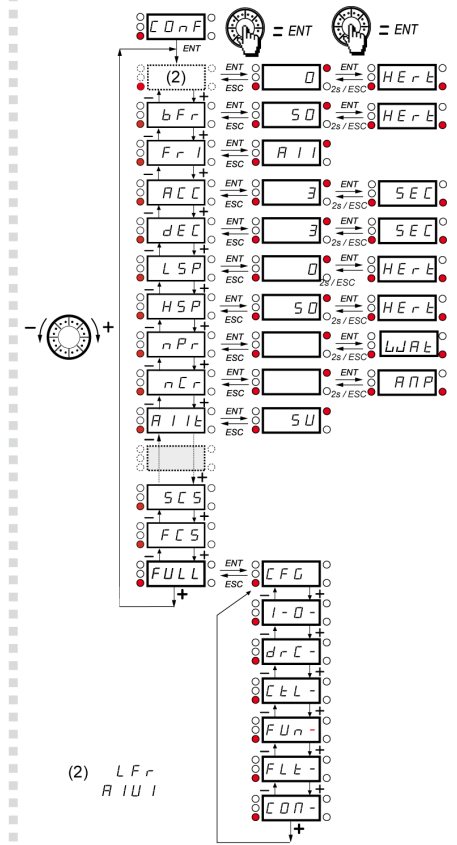 COnF = ENT = ENT
ENT
(2) ENT ESC 0 ENT 2s / ESC HErt
- +
bFr ENT ESC 50 ENT 2s / ESC HErt
- +
Fr1 ENT ESC AI1
- +
ACC ENT ESC 3 ENT 2s / ESC SEC
- +
dEC ENT ESC 3 ENT 2s / ESC SEC
- +
LSP ENT ESC 0 ENT 2s / ESC HErt
- +
HSP ENT ESC 50 ENT 2s / ESC HErt
- +
- +
nPr ENT ESC ENT 2s / ESC WAt
- +
nCr ENT ESC ENT 2s / ESC AMP
- +
AI1t ENT ESC 5U
-
+
SCS
- +
FCS
- +
FULL ENT ESC CFG
+
- +
I-O-
- +
drC-
- +
CtL-
- +
FUn-
- +
FLt-
- +
COM-
+
(2) LFr
AIU1